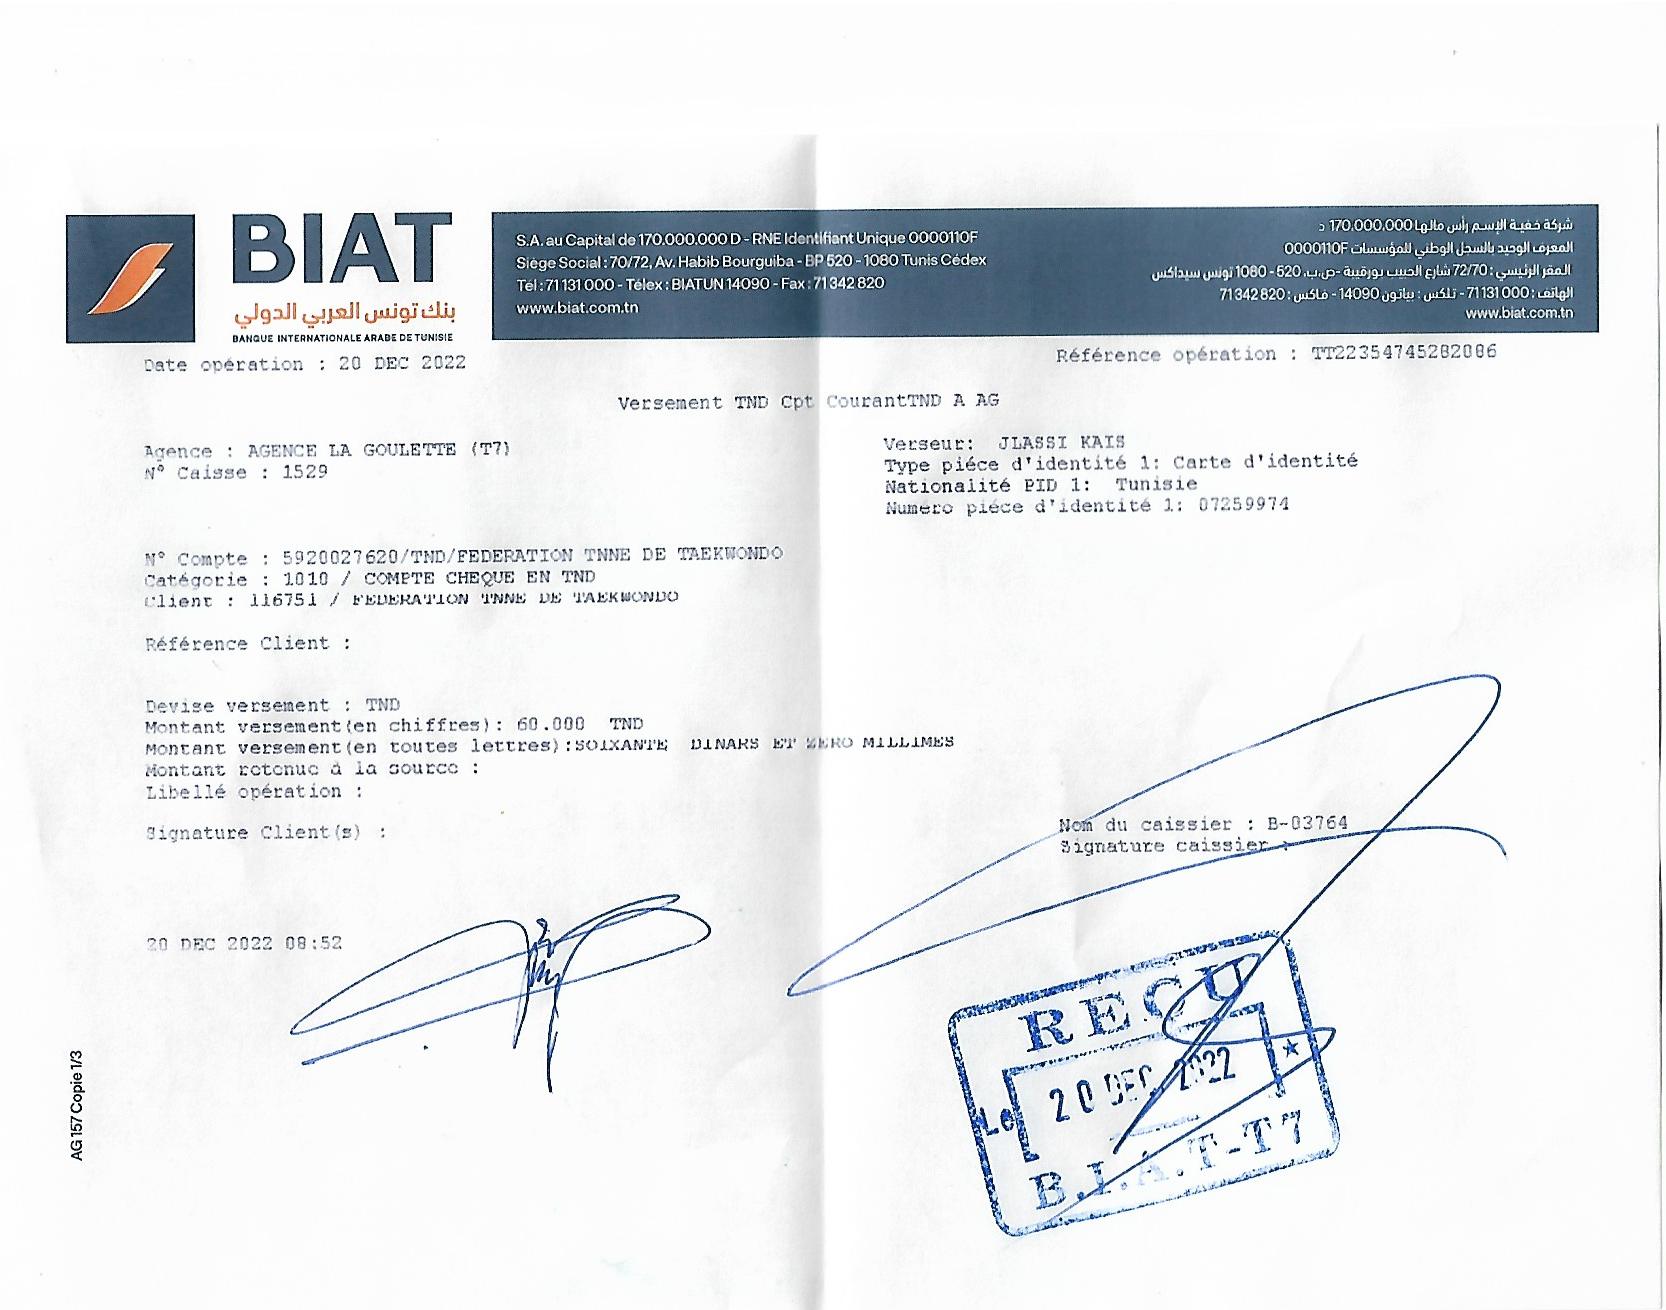 BIAT
بنك تونس العربي الدولي
BANQUE INTERNATIONALE ARABE DE TUNISIE
S.A. au Capital de 170.000.000 D - RNE Identifiant Unique 0000110F
Siège Social : 70/72, Av. Habib Bourguiba - BP 520 - 1080 Tunis Cédex
Tél : 71 131 000 - Télex : BIATUN 14090 - Fax : 71 342 820
www.biat.com.tn
شركة خفية الإسم رأس مالها 170.000.000 د
المعرف الوحيد بالسجل الوطني للمؤسسات 0000110F
المقر الرئيسي : 72/70 شارع الحبيب بورقيبة -ص.ب. 520 - 1080 تونس سيداكس
الهاتف : 71 131 000 - تلكس : بياتون 14090 - فاكس : 71 342 820
www.biat.com.tn
Date opération : 20 DEC 2022
Référence opération : TT22354745282086
Versement TND Cpt CourantTND A AG
Agence : AGENCE LA GOULETTE (T7)
N° Caisse : 1529
Verseur: JLASSI KAIS
Type piéce d'identité 1: Carte d'identité
Nationalité PID 1: Tunisie
Numéro piéce d'identité 1: 07259974
N° Compte : 5920027620/TND/FEDERATION TNNE DE TAEKWONDO
Catégorie : 1010 / COMPTE CHEQUE EN TND
Client : 116751 / FEDERATION TNNE DE TAEKWONDO
Référence Client :
Devise versement : TND
Montant versement(en chiffres): 60.000 TND
Montant versement(en toutes lettres):SOIXANTE DINARS ET ZERO MILLIMES
Montant retenue à la source :
Libellé opération :
Signature Client(s) :
Nom du caissier : B-03764
Signature caissier :
20 DEC 2022 08:52
RECU
Le 20 DEC. 2022
B.I.A.T-T7
AG 157 Copie 1/3